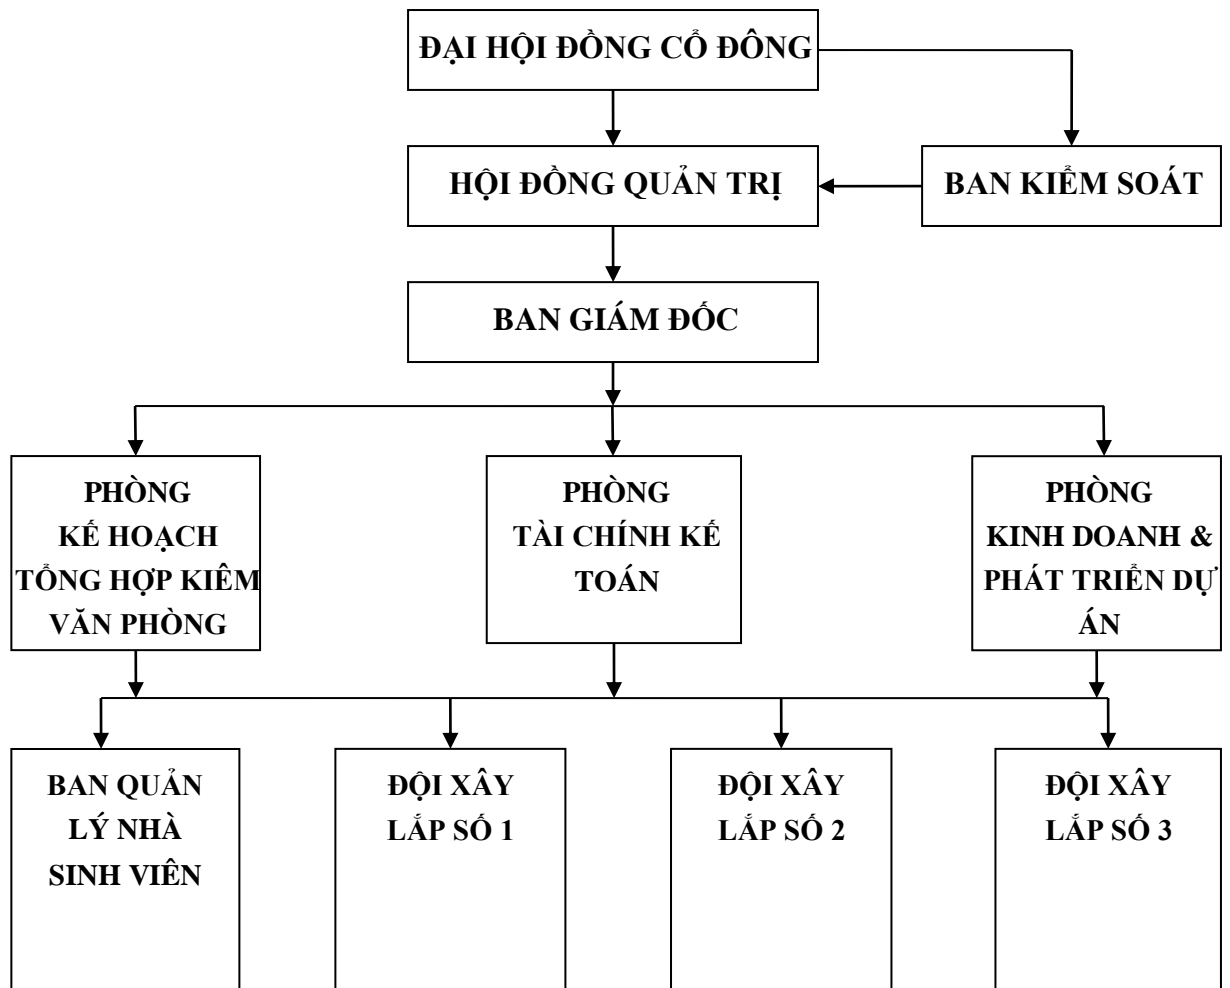 ĐẠI HỘI ĐỒNG CỔ ĐÔNG
HỘI ĐỒNG QUẢN TRỊ
BAN KIỂM SOÁT
BAN GIÁM ĐỐC
PHÒNG
KẾ HOẠCH
TỔNG HỢP KIÊM
VĂN PHÒNG
PHÒNG
TÀI CHÍNH KẾ
TOÁN
PHÒNG
KINH DOANH &
PHÁT TRIỂN DỰ
ÁN
BAN QUẢN
LÝ NHÀ
SINH VIÊN
ĐỘI XÂY
LẮP SỐ 1
ĐỘI XÂY
LẮP SỐ 2
ĐỘI XÂY
LẮP SỐ 3